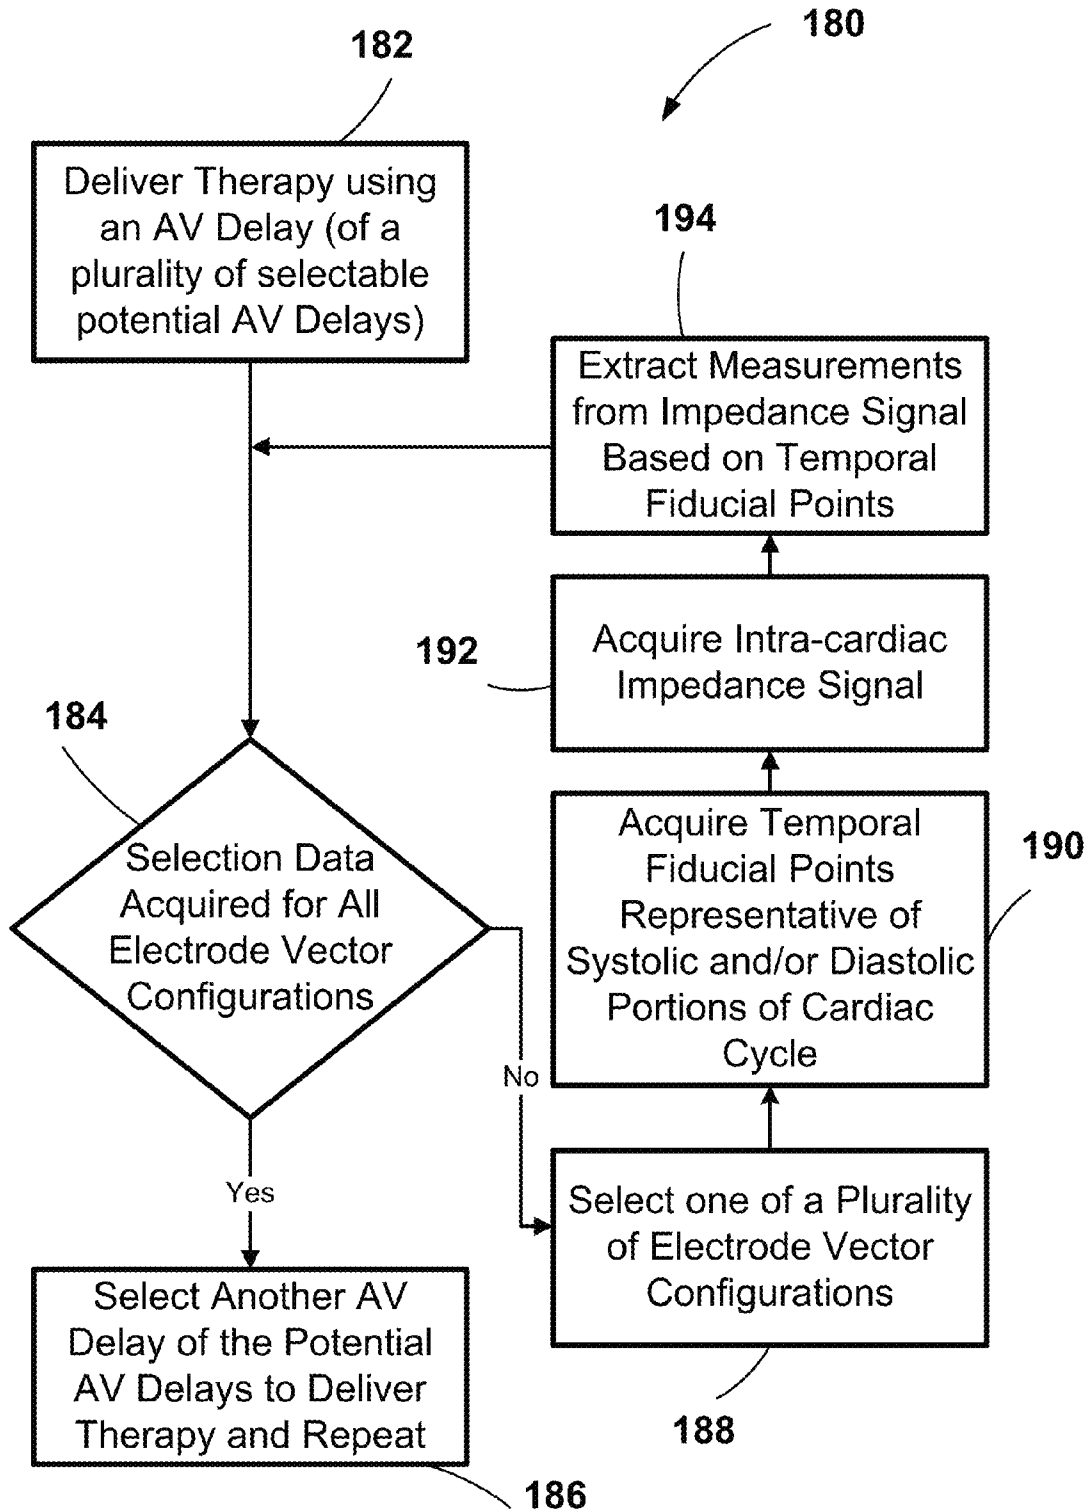 180
182
Deliver Therapy using
an AV Delay (of a
plurality of selectable
potential AV Delays)
194
Extract Measurements
from Impedance Signal
Based on Temporal
Fiducial Points
192
Acquire Intra-cardiac
Impedance Signal
184
Selection Data
Acquired for All
Electrode Vector
Configurations
190
Acquire Temporal
Fiducial Points
Representative of
Systolic and/or Diastolic
Portions of Cardiac
Cycle
No
Yes
Select one of a Plurality
of Electrode Vector
Configurations
188
Select Another AV
Delay of the Potential
AV Delays to Deliver
Therapy and Repeat
186